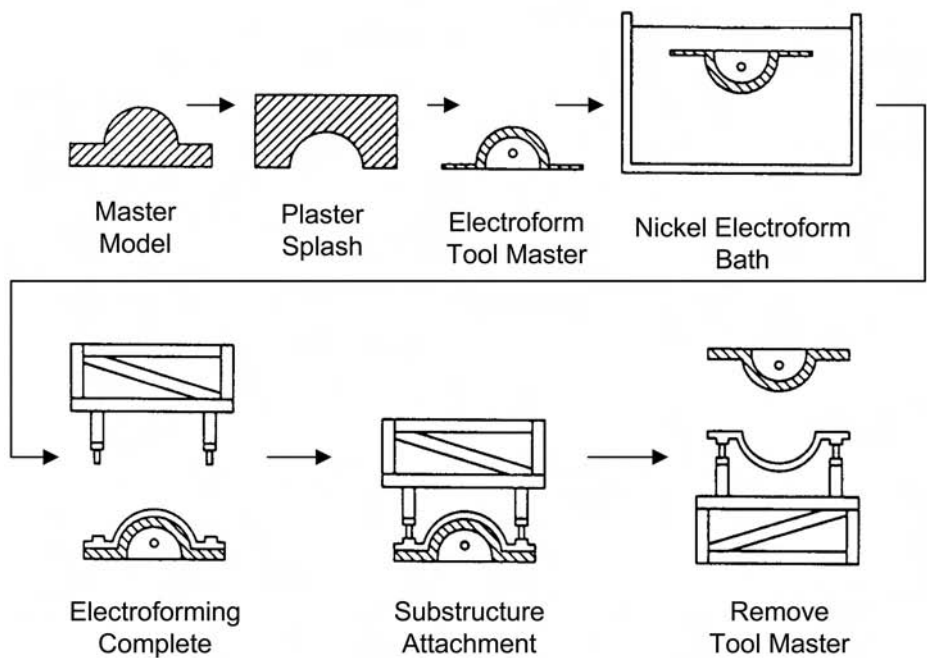 Master
Model
Plaster
Splash
Electroform
Tool Master
Nickel Electroform
Bath
Electroforming
Complete
Substructure
Attachment
Remove
Tool Master